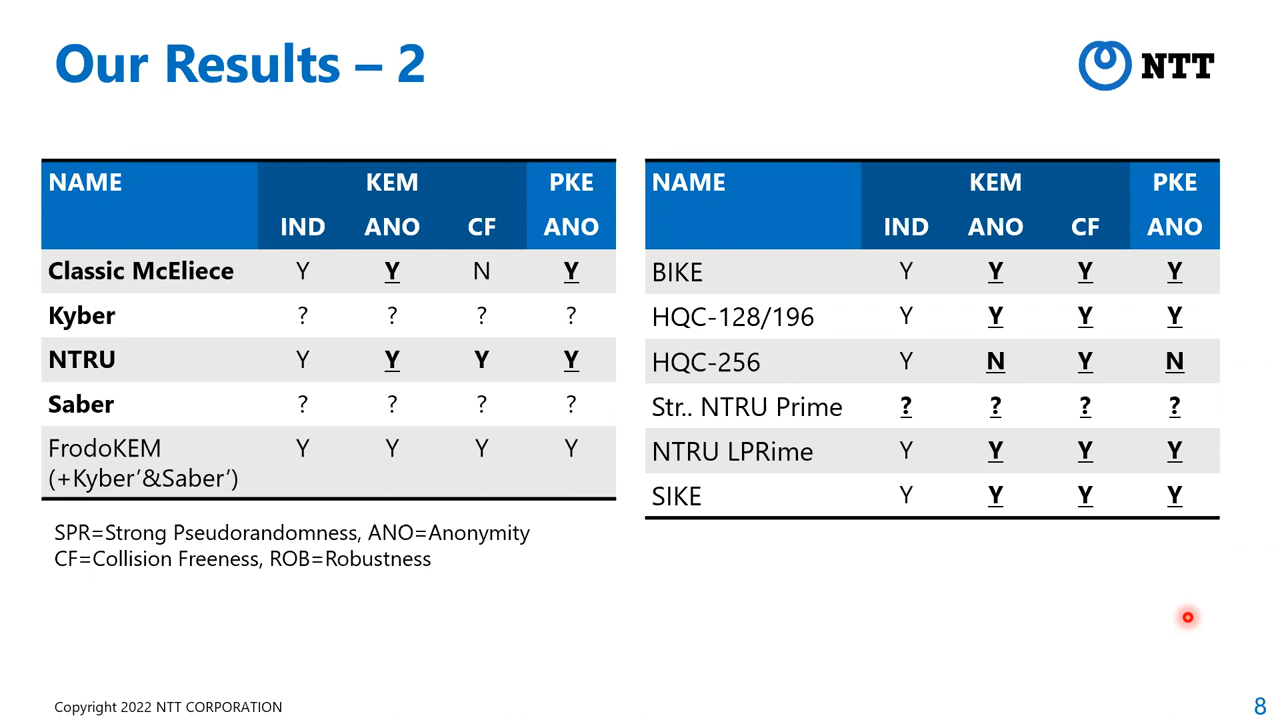 Our Results – 2
NTT
NAME KEM PKE
IND ANO CF ANO
Classic McEliece Y Y N Y
Kyber ? ? ? ?
NTRU Y Y Y Y
Saber ? ? ? ?
FrodoKEM Y Y Y Y
(+Kyber’&Saber’)
SPR=Strong Pseudorandomness, ANO=Anonymity
CF=Collision Freeness, ROB=Robustness
NAME KEM PKE
IND ANO CF ANO
BIKE Y Y Y Y
HQC-128/196 Y Y Y Y
HQC-256 Y N Y N
Str.. NTRU Prime ? ? ? ?
NTRU LPRime Y Y Y Y
SIKE Y Y Y Y
Copyright 2022 NTT CORPORATION
8